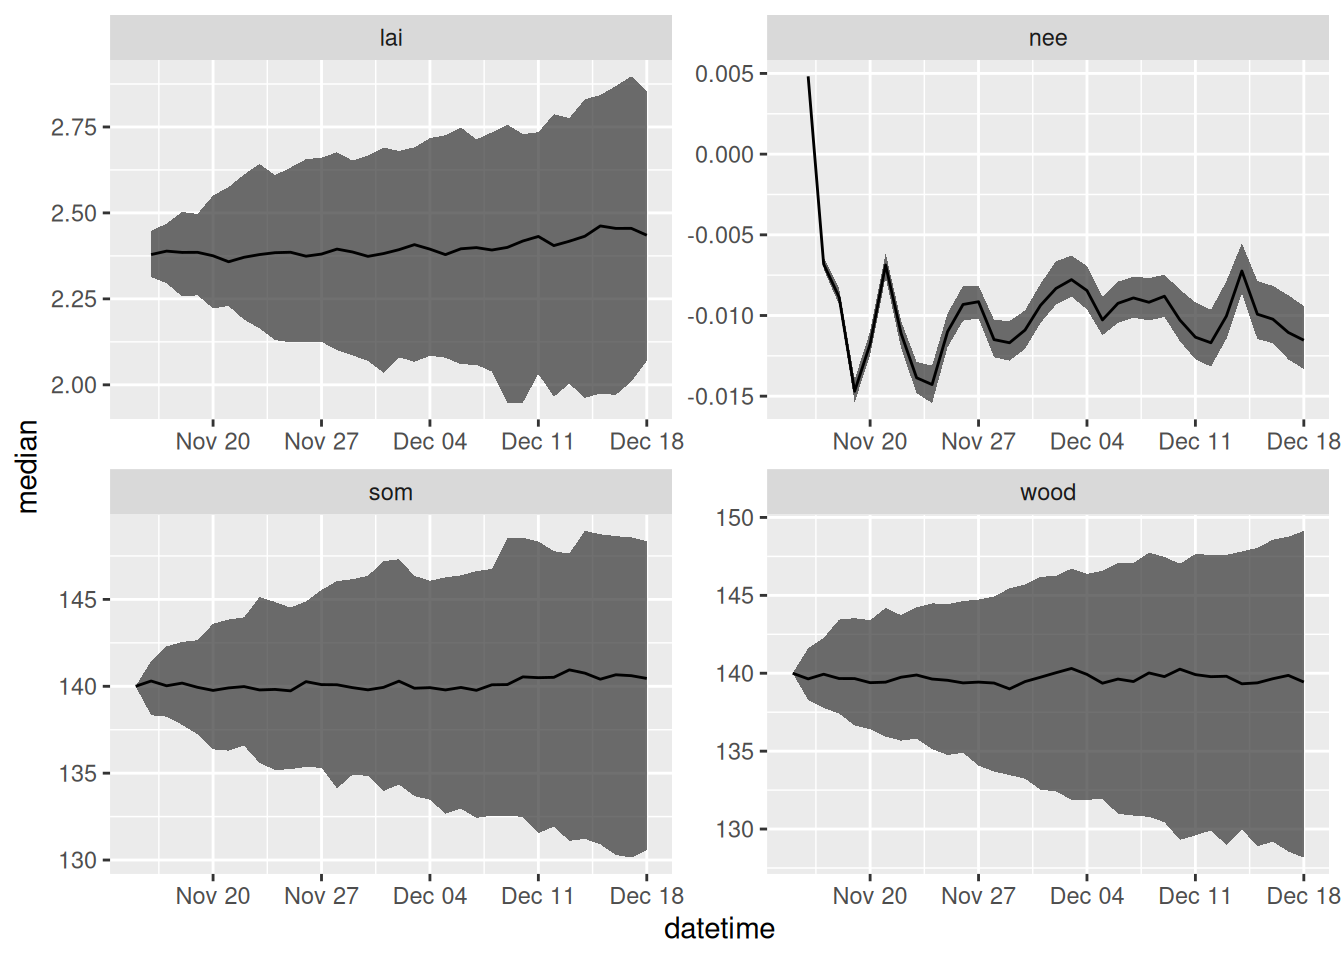 lai
nee
2.75
2.50
2.25
2.00
0.005
0.000
-0.005
-0.010
-0.015
Nov 20 Nov 27 Dec 04 Dec 11 Dec 18
Nov 20 Nov 27 Dec 04 Dec 11 Dec 18
median
som
wood
145
140
135
130
150
145
140
135
130
Nov 20 Nov 27 Dec 04 Dec 11 Dec 18
Nov 20 Nov 27 Dec 04 Dec 11 Dec 18
datetime